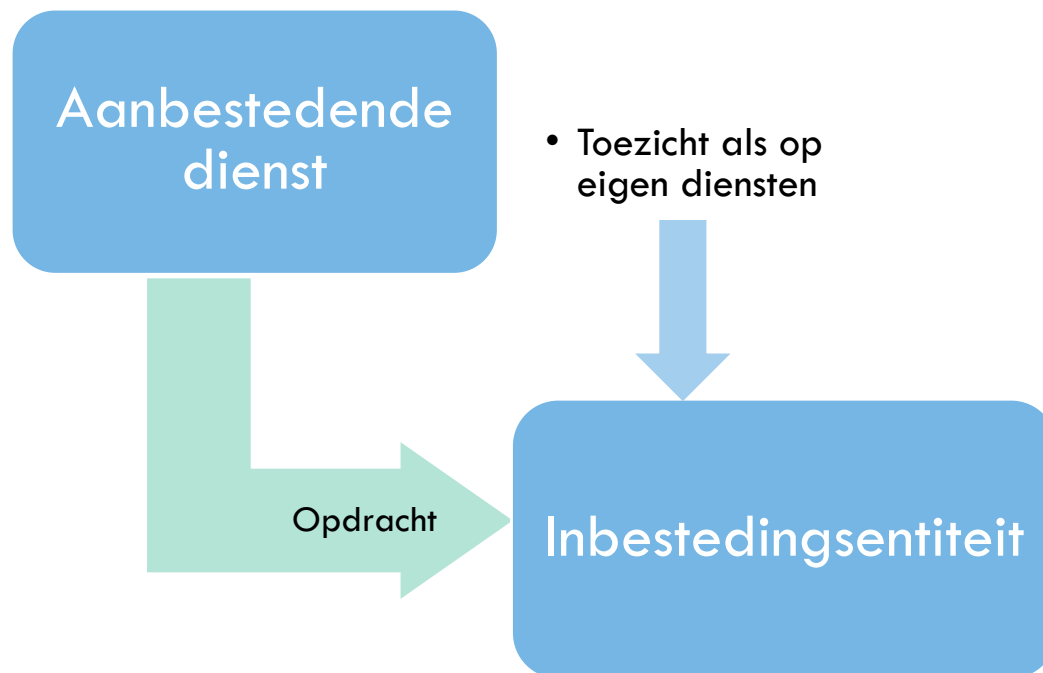 Aanbestedende
dienst
• Toezicht als op
eigen diensten
Opdracht
Inbestedingsentiteit